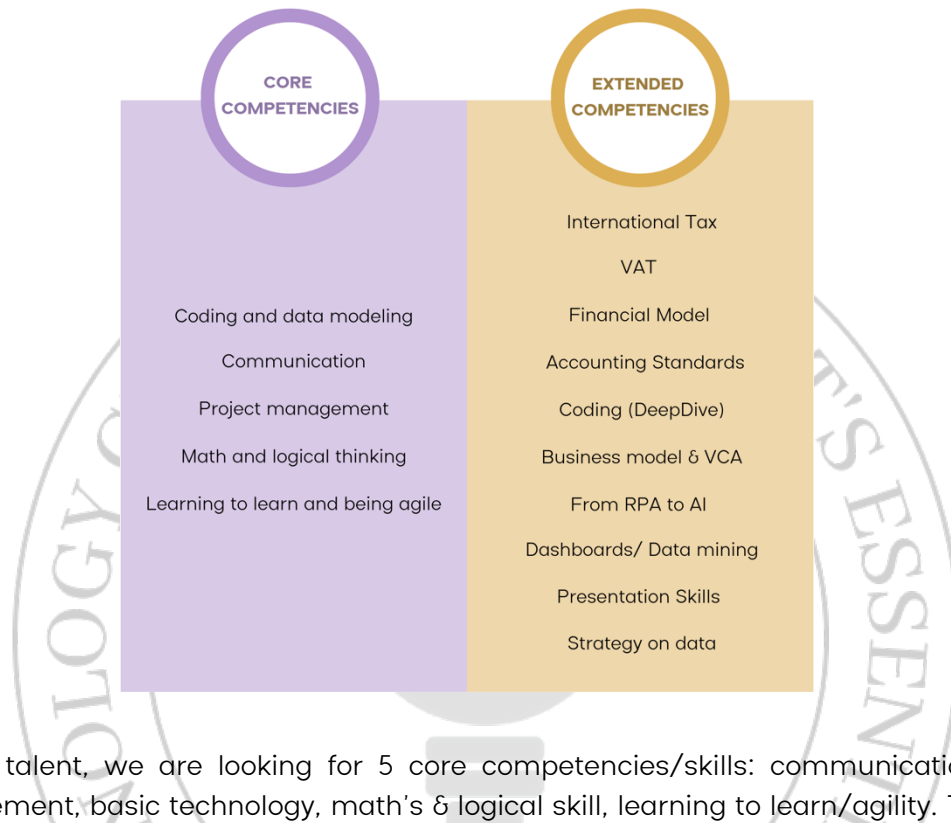 CORE
COMPETENCIES
EXTENDED
COMPETENCIES
Coding and data modeling
Communication
Project management
Math and logical thinking
Learning to learn and being agile
International Tax
VAT
Financial Model
Accounting Standards
Coding (DeepDive)
Business model & VCA
From RPA to AI
Dashboards/ Data mining
Presentation Skills
Strategy on data
talent, we are looking for 5 core competencies/skills:
basic technology, math's & logical skill, learning to learn/agility.